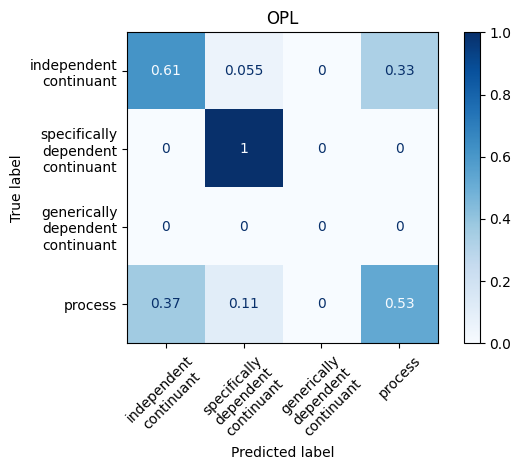 OPL
independent
continuant
0.61 0.055 0 0.33
specifically
dependent
continuant
0 1 0 0
generically
dependent
continuant
0 0 0 0
process
0.37 0.11 0 0.53
True label
independent
continuant
specifically
dependent
continuant
generically
dependent
continuant
process
Predicted label
1.0
0.8
0.6
0.4
0.2
0.0